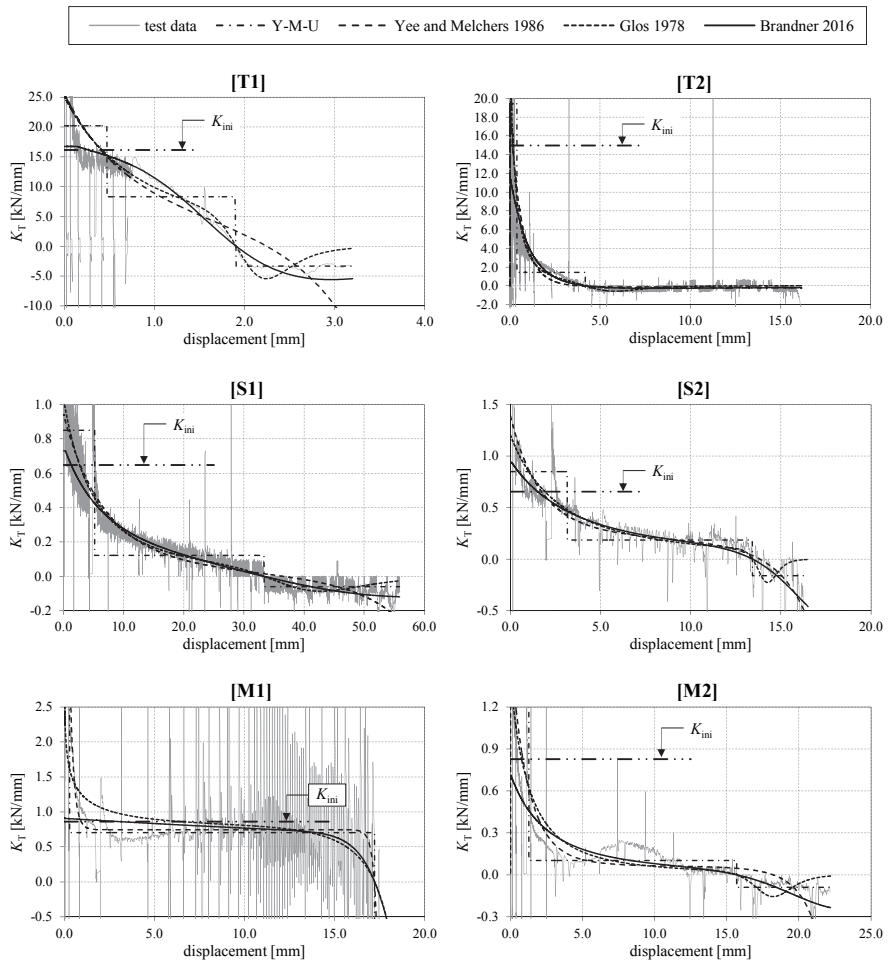 test data Y-M-U Yee and Melchers 1986 Glos 1978 Brandner 2016
[T1]
25.0
20.0
15.0
10.0
5.0
0.0
-5.0
-10.0
K_T [kN/mm]
K_ini
0.0 1.0 2.0 3.0 4.0
displacement [mm]
[T2]
20.0
18.0
16.0
14.0
12.0
10.0
8.0
6.0
4.0
2.0
0.0
-2.0
K_T [kN/mm]
K_ini
0.0 5.0 10.0 15.0 20.0
displacement [mm]
[S1]
1.0
0.8
0.6
0.4
0.2
0.0
-0.2
K_T [kN/mm]
K_ini
0.0 10.0 20.0 30.0 40.0 50.0 60.0
displacement [mm]
[S2]
1.5
1.0
0.5
0.0
-0.5
K_T [kN/mm]
K_ini
0.0 5.0 10.0 15.0 20.0
displacement [mm]
[M1]
2.5
2.0
1.5
1.0
0.5
0.0
-0.5
K_T [kN/mm]
K_ini
0.0 5.0 10.0 15.0 20.0
displacement [mm]
[M2]
1.2
0.9
0.6
0.3
0.0
-0.3
K_T [kN/mm]
K_ini
0.0 5.0 10.0 15.0 20.0 25.0
displacement [mm]